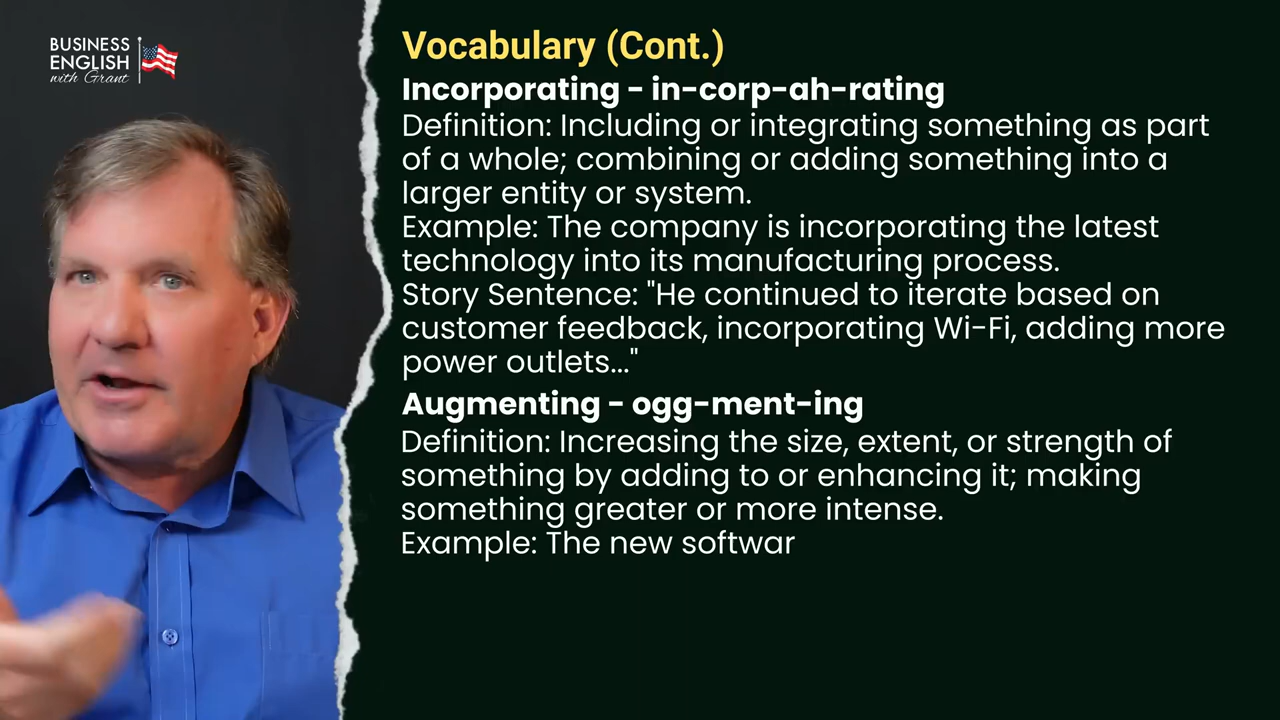 BUSINESS
ENGLISH
with Grant
Vocabulary (Cont.)
Incorporating - in-corp-ah-rating
Definition: Including or integrating something as part
of a whole; combining or adding something into a
larger entity or system.
Example: The company is incorporating the latest
technology into its manufacturing process.
Story Sentence: "He continued to iterate based on
customer feedback, incorporating Wi-Fi, adding more
power outlets..."
Augmenting - ogg-ment-ing
Definition: Increasing the size, extent, or strength of
something by adding to or enhancing it; making
something greater or more intense.
Example: The new softwar